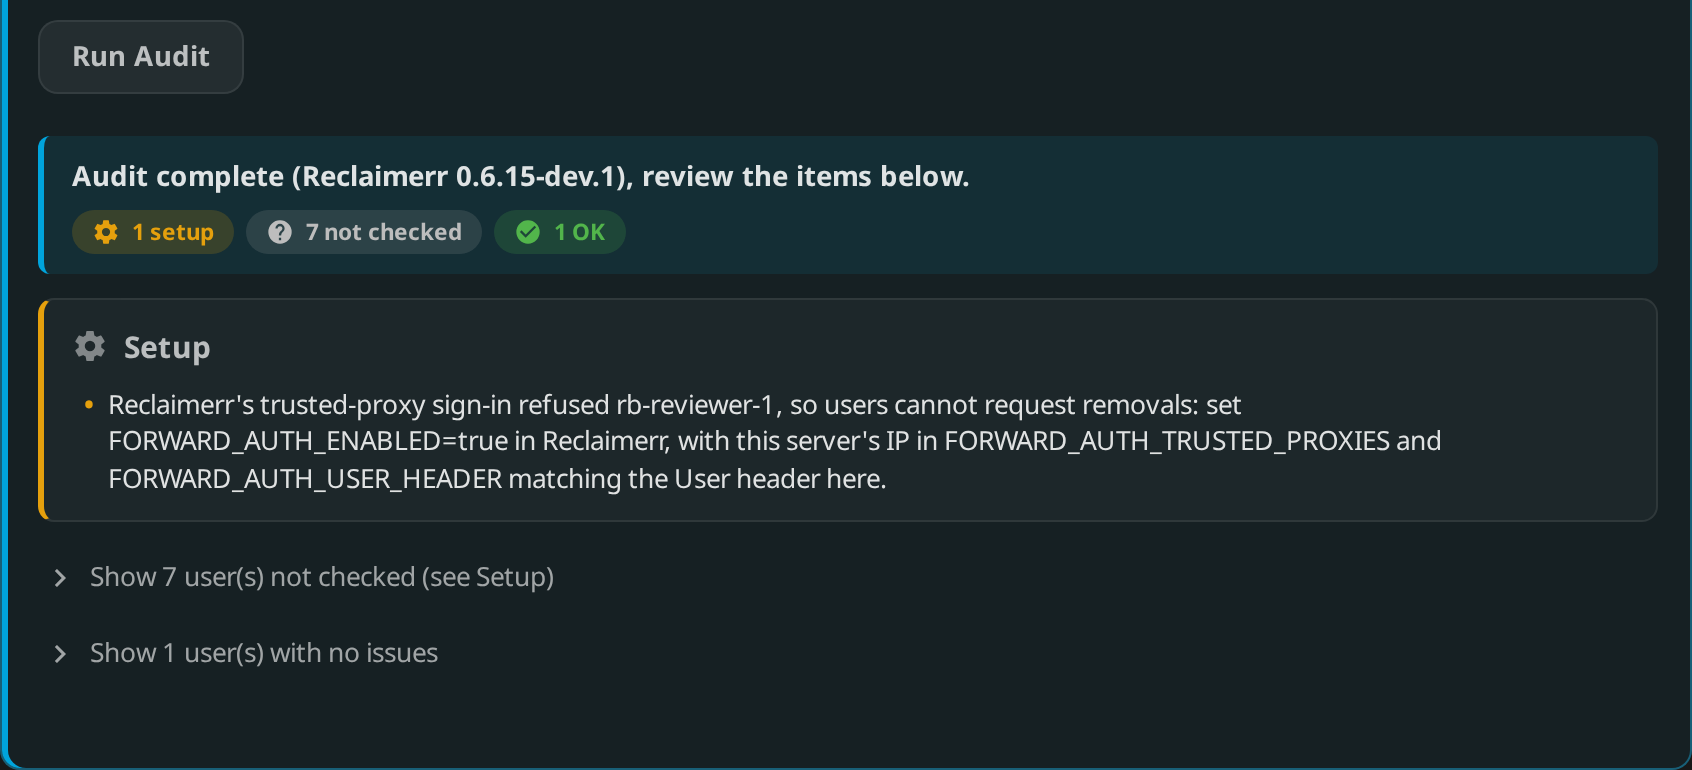 Run Audit
Audit complete (Reclaimerr 0.6.15-dev.1), review the items below.
1 setup
7 not checked
1 OK
Setup
• Reclaimerr's trusted-proxy sign-in refused rb-reviewer-1, so users cannot request removals: set
FORWARD_AUTH_ENABLED=true in Reclaimerr, with this server's IP in FORWARD_AUTH_TRUSTED_PROXIES and
FORWARD_AUTH_USER_HEADER matching the User header here.
Show 7 user(s) not checked (see Setup)
Show 1 user(s) with no issues